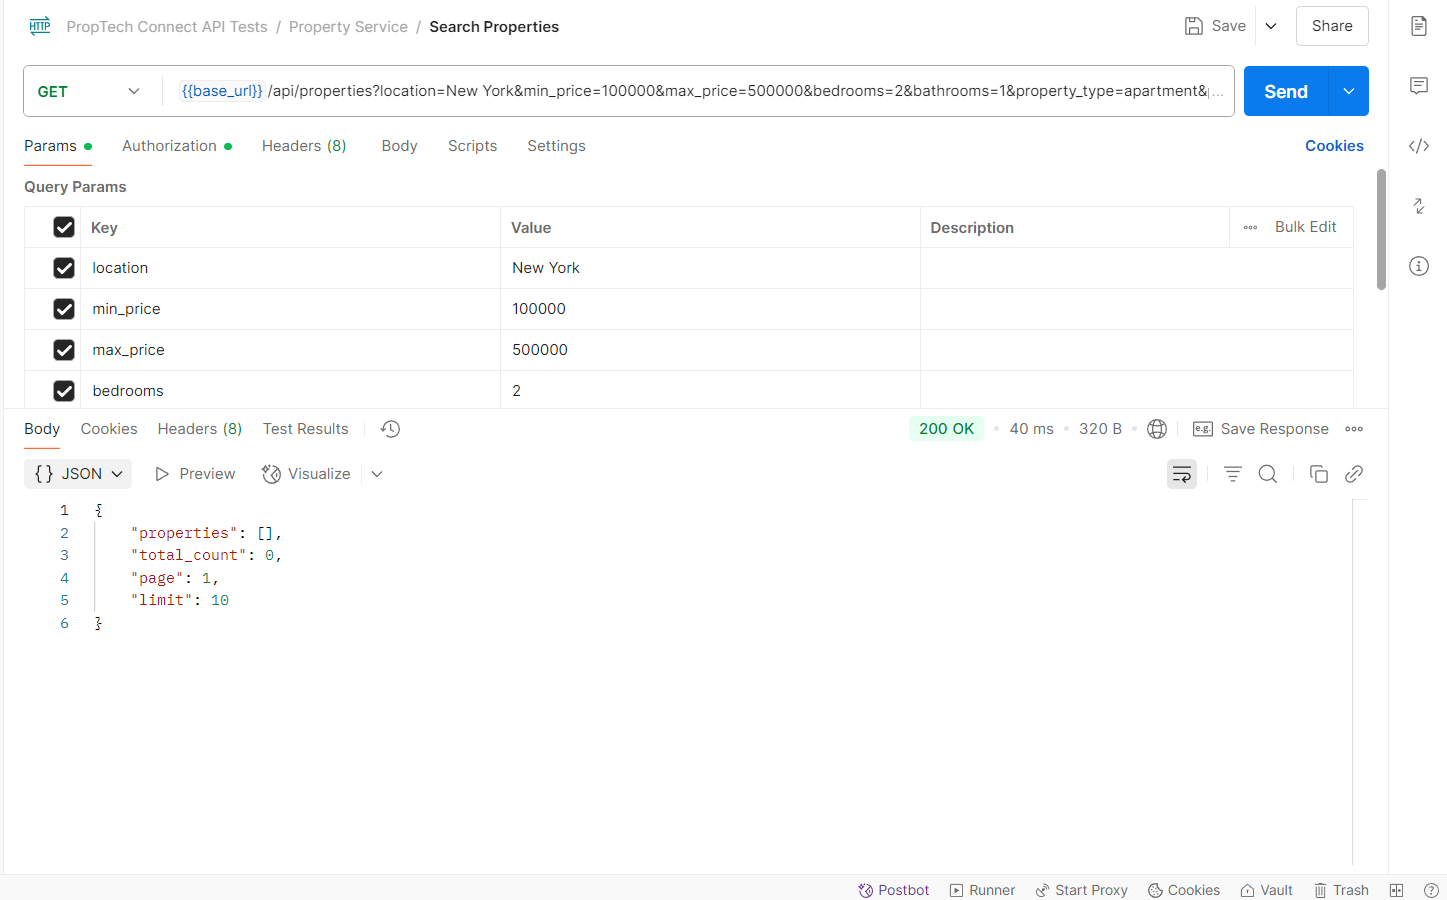 HTTP PropTech Connect API Tests / Property Service / Search Properties Save Share
GET {{base_url}} /api/properties?location=New York&min_price=100000&max_price=500000&bedrooms=2&bathrooms=1&property_type=apartment&p... Send
Params Authorization Headers (8) Body Scripts Settings Cookies
Query Params
Key Value Description Bulk Edit
location New York
min_price 100000
max_price 500000
bedrooms 2
Body Cookies Headers (8) Test Results 200 OK 40 ms 320 B e.g. Save Response
{} JSON Preview Visualize
1 {
2 "properties": [],
3 "total_count": 0,
4 "page": 1,
5 "limit": 10
6 }
Postbot Runner Start Proxy Cookies Vault Trash